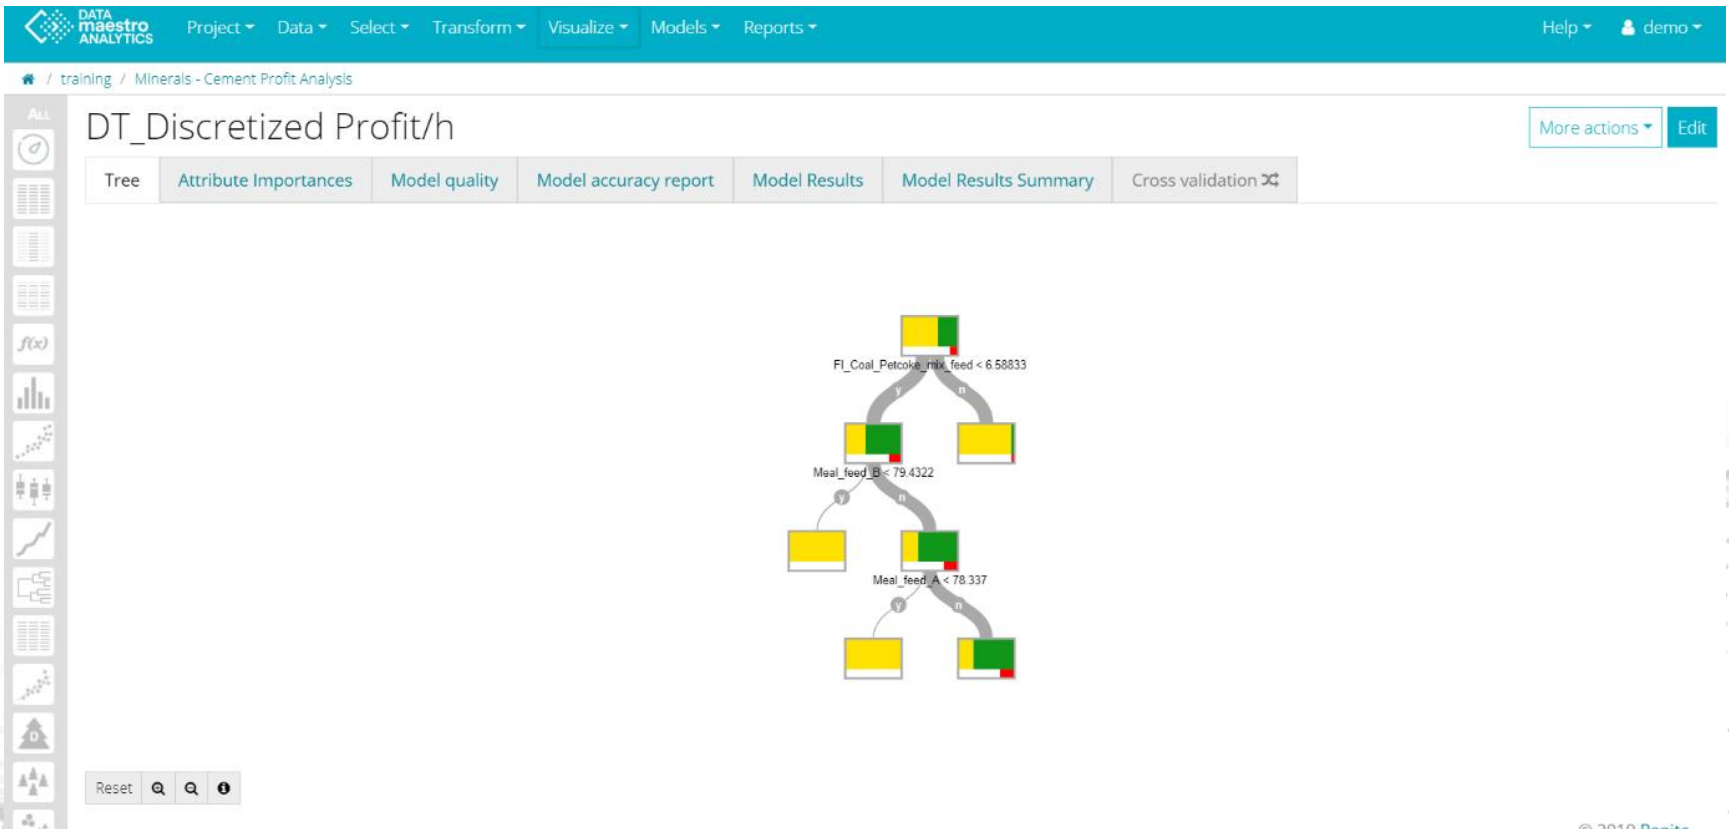 DATA
maestro
ANALYTICS
Project Data Select Transform Visualize Models Reports Help demo
/ training / Minerals - Cement Profit Analysis
ALL
DT_Discretized Profit/h
More actions Edit
Tree Attribute Importances Model quality Model accuracy report Model Results Model Results Summary Cross validation
f(x)
FI_Coal_Petcoke_mix_feed < 6.58833
y n
Meal_feed_B < 79.4322
y n
Meal_feed_A < 78.337
y n
D
Reset